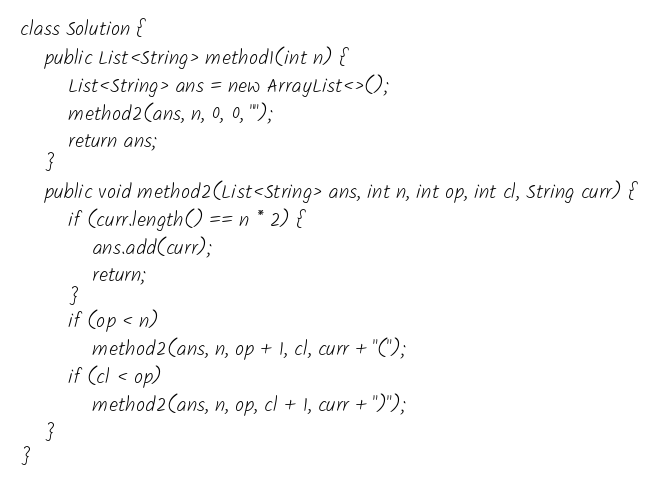 class Solution {
public List<String> method1(int n) {
List<String> ans = new ArrayList<>();
method2(ans, n, 0, 0, "");
return ans;
}
public void method2(List<String> ans, int n, int op, int cl, String curr) {
if (curr.length() == n * 2) {
ans.add(curr);
return;
}
if (op < n)
method2(ans, n, op + 1, cl, curr + "(");
if (cl < op)
method2(ans, n, op, cl + 1, curr + ")");
}
}